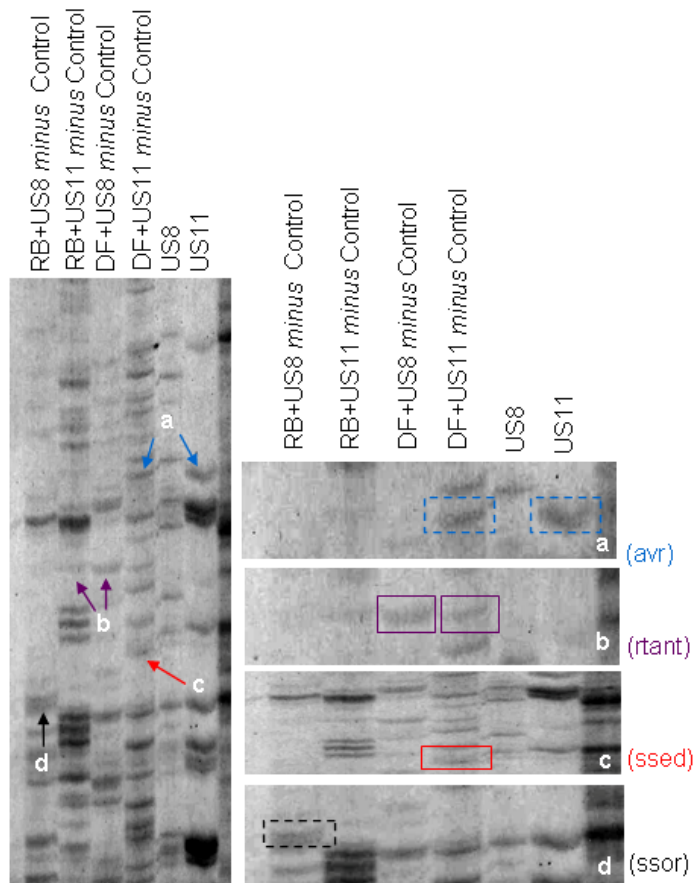 RB+US8 minus Control
RB+US11 minus Control
DF+US8 minus Control
DF+US11 minus Control
US8
US11
a
b
c
d
RB+US8 minus Control
RB+US11 minus Control
DF+US8 minus Control
DF+US11 minus Control
US8
US11
a
(avr)
b
(rtant)
c
(ssed)
d
(ssor)